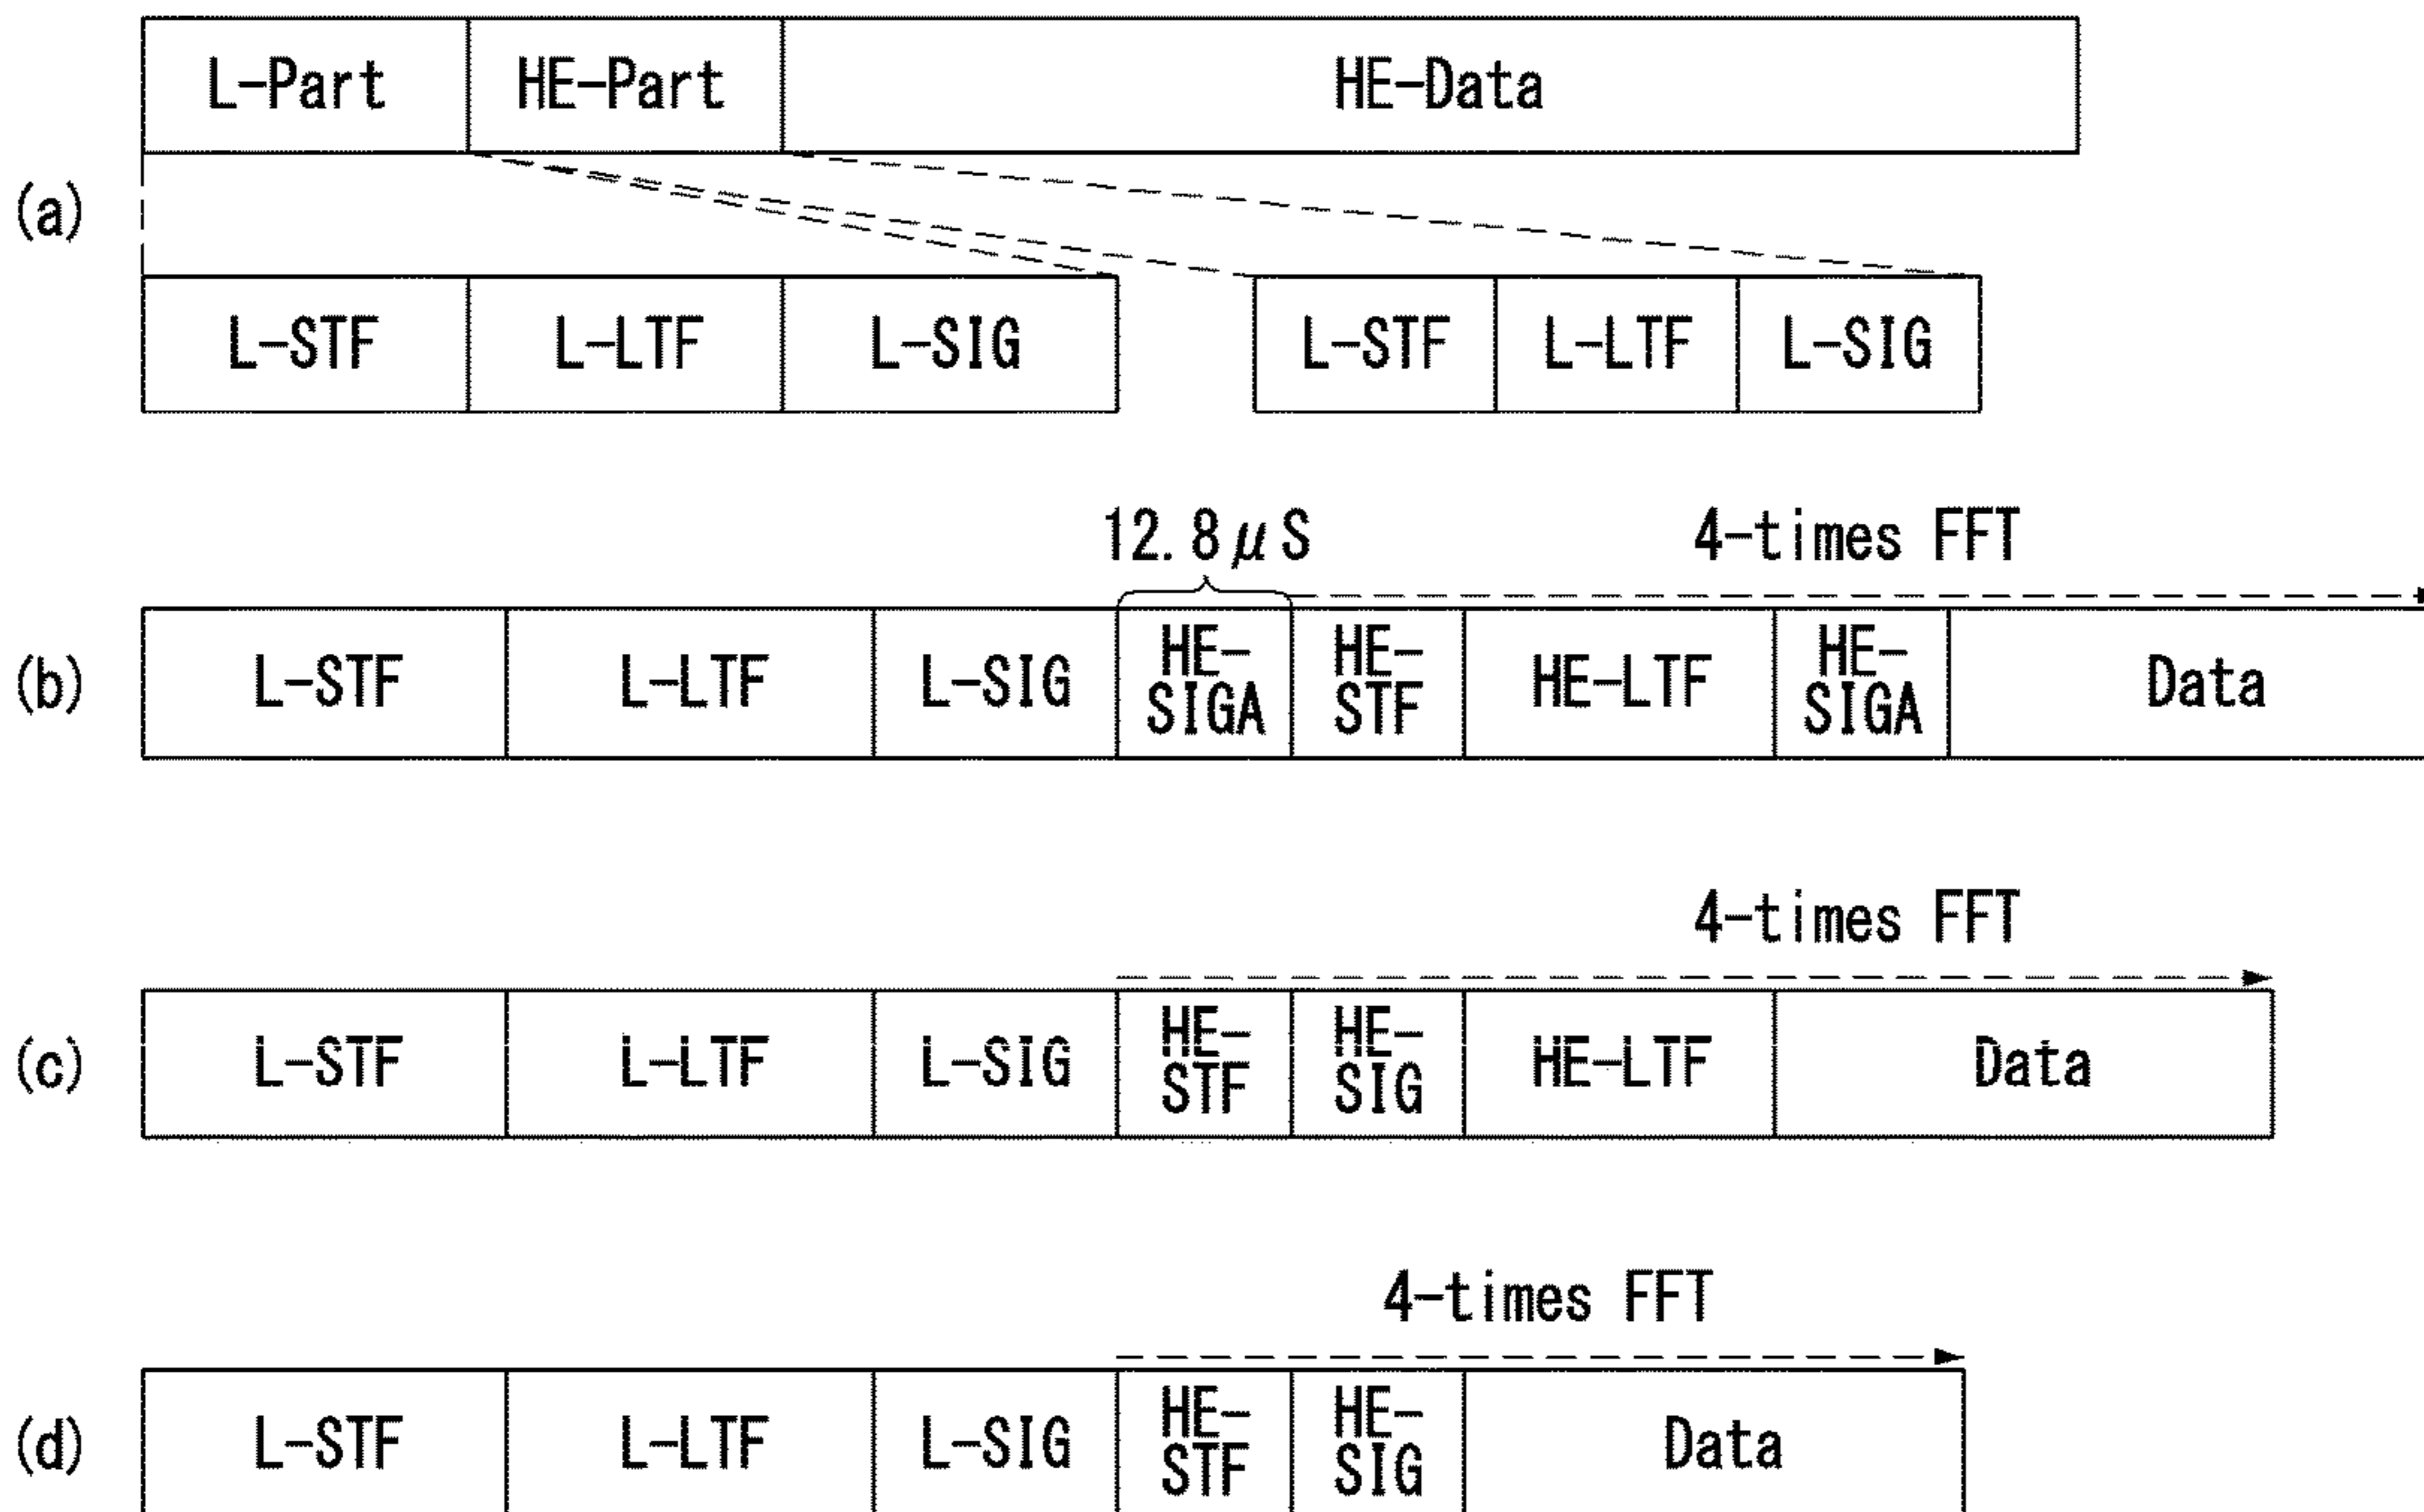 L-Part HE-Part HE-Data
(a)
L-STF L-LTF L-SIG L-STF L-LTF L-SIG
12.8μS 4-times FFT
(b) L-STF L-LTF L-SIG HE-SIGA HE-STF HE-LTF HE-SIGA Data
4-times FFT
(c) L-STF L-LTF L-SIG HE-STF HE-SIG HE-LTF Data
4-times FFT
(d) L-STF L-LTF L-SIG HE-STF HE-SIG Data